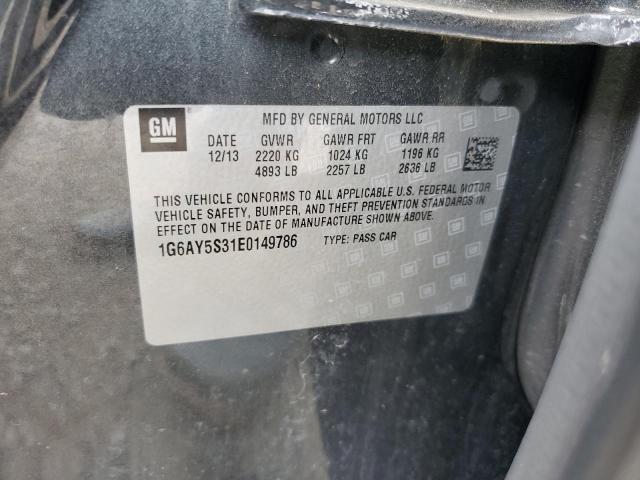 GM
MFD BY GENERAL MOTORS LLC
DATE GVWR GAWR FRT GAWR RR
12/13 2220 KG 1024 KG 1196 KG
4893 LB 2257 LB 2636 LB
THIS VEHICLE CONFORMS TO ALL APPLICABLE U.S. FEDERAL MOTOR
VEHICLE SAFETY, BUMPER, AND THEFT PREVENTION STANDARDS IN
EFFECT ON THE DATE OF MANUFACTURE SHOWN ABOVE.
1G6AY5S31E0149786 TYPE: PASS CAR